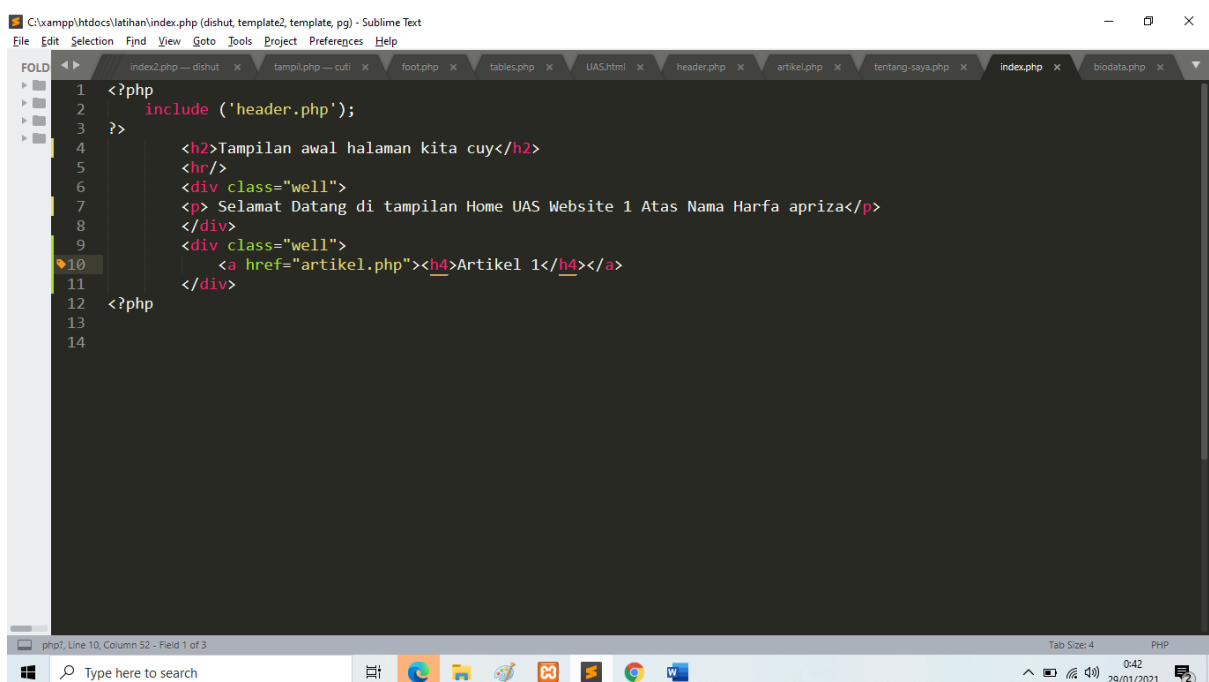 C:\xampp\htdocs\latihan\index.php (dishut, template2, template, pg) - Sublime Text
File Edit Selection Find View Goto Tools Project Preferences Help
FOLD index2.php — dishut tampil.php — cuti foot.php tables.php UAS.html header.php artikel.php tentang-saya.php index.php biodata.php
1 <?php
2 include ('header.php');
3 ?>
4 <h2>Tampilan awal halaman kita cuy</h2>
5 <hr/>
6 <div class="well">
7 <p> Selamat Datang di tampilan Home UAS Website 1 Atas Nama Harfa apriza</p>
8 </div>
9 <div class="well">
10 <a href="artikel.php"><h4>Artikel 1</h4></a>
11 </div>
12 <?php
13
14
php?, Line 10, Column 52 - Field 1 of 3 Tab Size: 4 PHP
Type here to search 0:42
29/01/2021 2